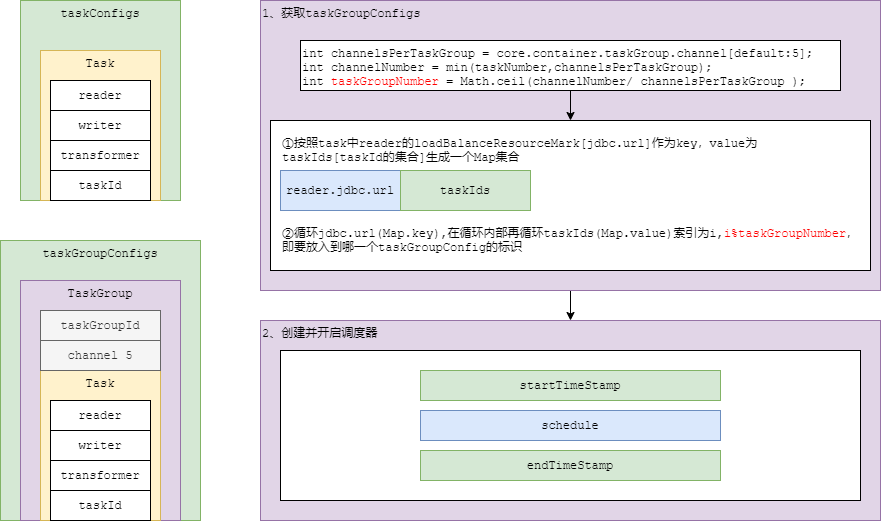 taskConfigs
Task
reader
writer
transformer
taskId
taskGroupConfigs
TaskGroup
taskGroupId
channel 5
Task
reader
writer
transformer
taskId
1、获取taskGroupConfigs
int channelsPerTaskGroup = core.container.taskGroup.channel[default:5];
int channelNumber = min(taskNumber,channelsPerTaskGroup);
int taskGroupNumber = Math.ceil(channelNumber/ channelsPerTaskGroup );
①按照task中reader的loadBalanceResourceMark[jdbc.url]作为key，value为
taskIds[taskId的集合]生成一个Map集合
reader.jdbc.url
taskIds
②循环jdbc.url(Map.key),在循环内部再循环taskIds(Map.value)索引为i,i%taskGroupNumber，
即要放入到哪一个taskGroupConfig的标识
2、创建并开启调度器
startTimeStamp
schedule
endTimeStamp